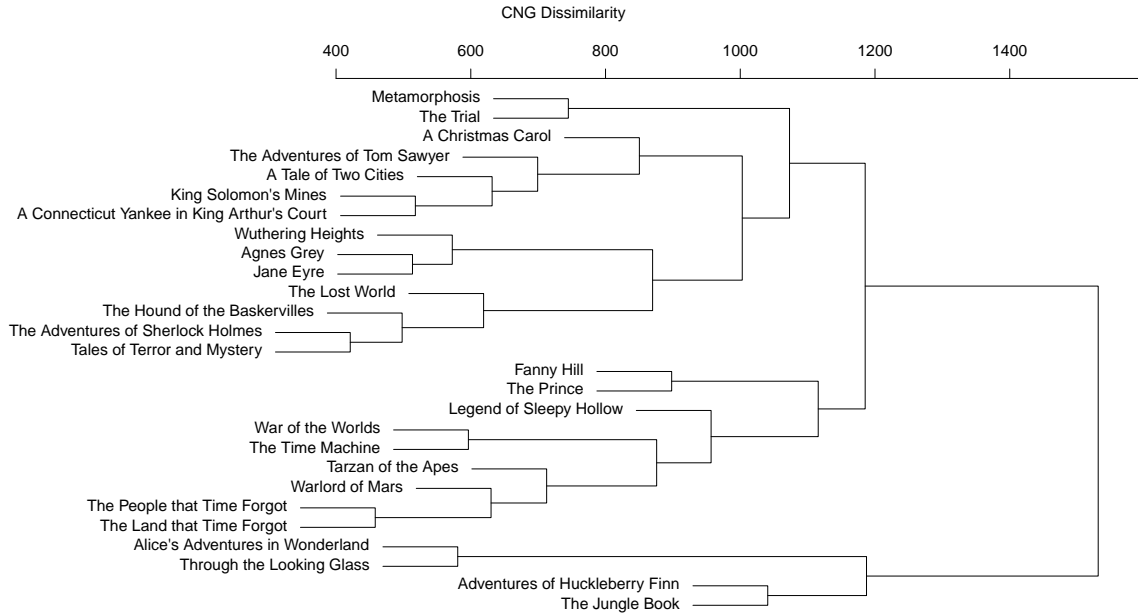 CNG Dissimilarity
400 600 800 1000 1200 1400
Metamorphosis
The Trial
A Christmas Carol
The Adventures of Tom Sawyer
A Tale of Two Cities
King Solomon's Mines
A Connecticut Yankee in King Arthur's Court
Wuthering Heights
Agnes Grey
Jane Eyre
The Lost World
The Hound of the Baskervilles
The Adventures of Sherlock Holmes
Tales of Terror and Mystery
Fanny Hill
The Prince
Legend of Sleepy Hollow
War of the Worlds
The Time Machine
Tarzan of the Apes
Warlord of Mars
The People that Time Forgot
The Land that Time Forgot
Alice's Adventures in Wonderland
Through the Looking Glass
Adventures of Huckleberry Finn
The Jungle Book